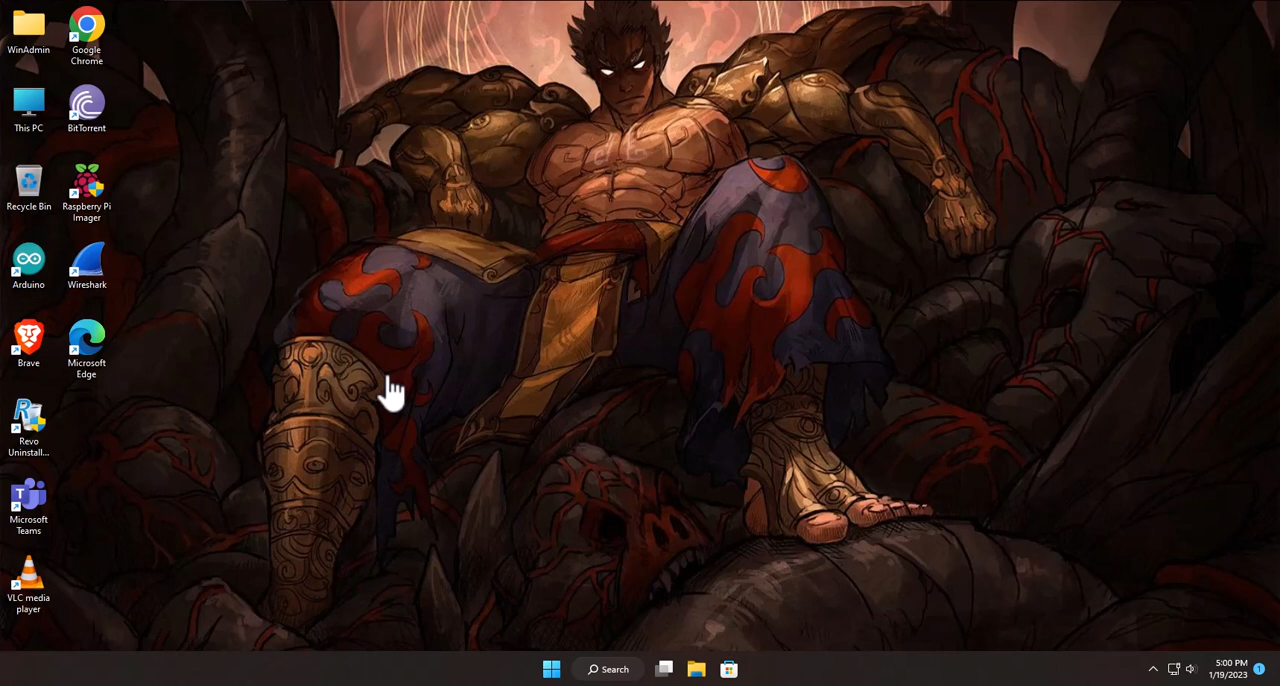 WinAdmin
Google
Chrome
This PC
BitTorrent
Recycle Bin
Raspberry Pi
Imager
Arduino
Wireshark
Brave
Microsoft
Edge
Revo
Uninstall...
Microsoft
Teams
VLC media
player
Search
5:00 PM
1/19/2023
1